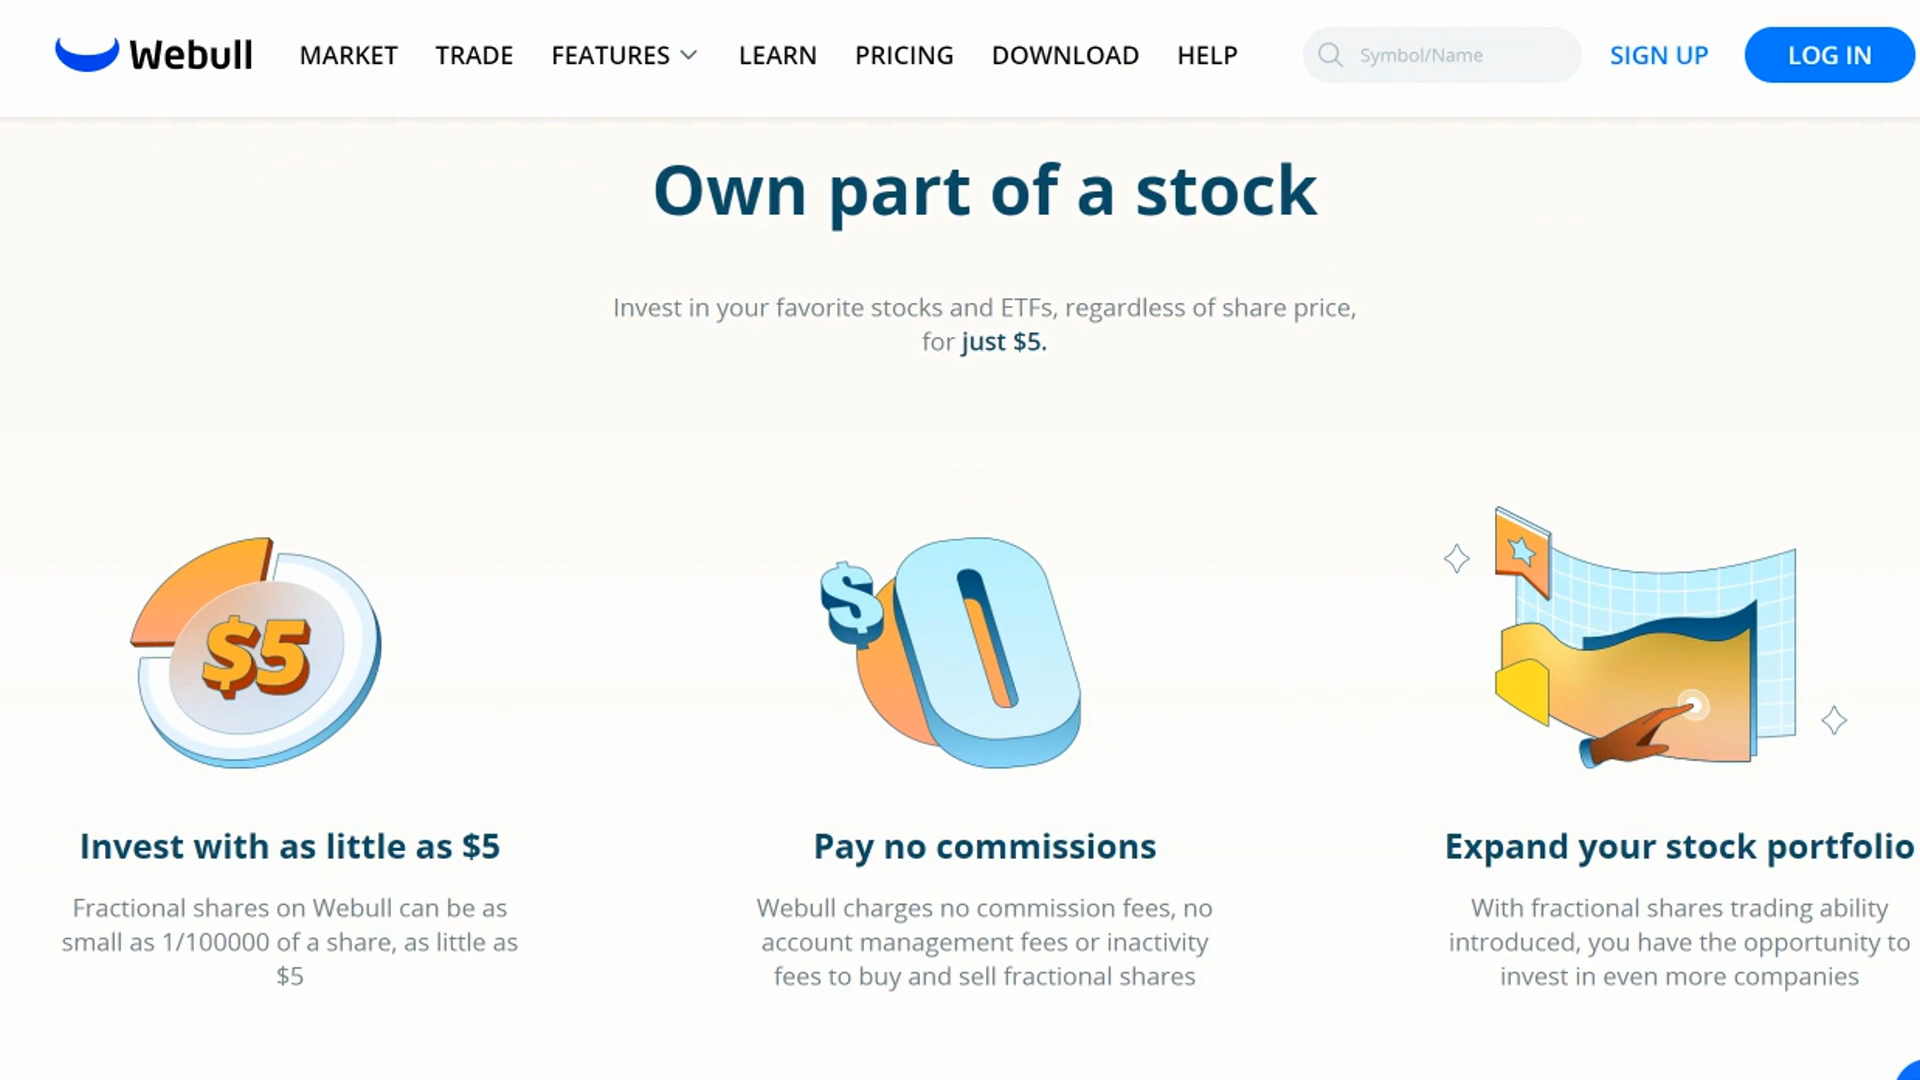 Webull
MARKET
TRADE
FEATURES
LEARN
PRICING
DOWNLOAD
HELP
Symbol/Name
SIGN UP
LOG IN
Own part of a stock
Invest in your favorite stocks and ETFs, regardless of share price,
for just $5.
$5
$0
Invest with as little as $5
Fractional shares on Webull can be as
small as 1/100000 of a share, as little as
$5
Pay no commissions
Webull charges no commission fees, no
account management fees or inactivity
fees to buy and sell fractional shares
Expand your stock portfolio
With fractional shares trading ability
introduced, you have the opportunity to
invest in even more companies